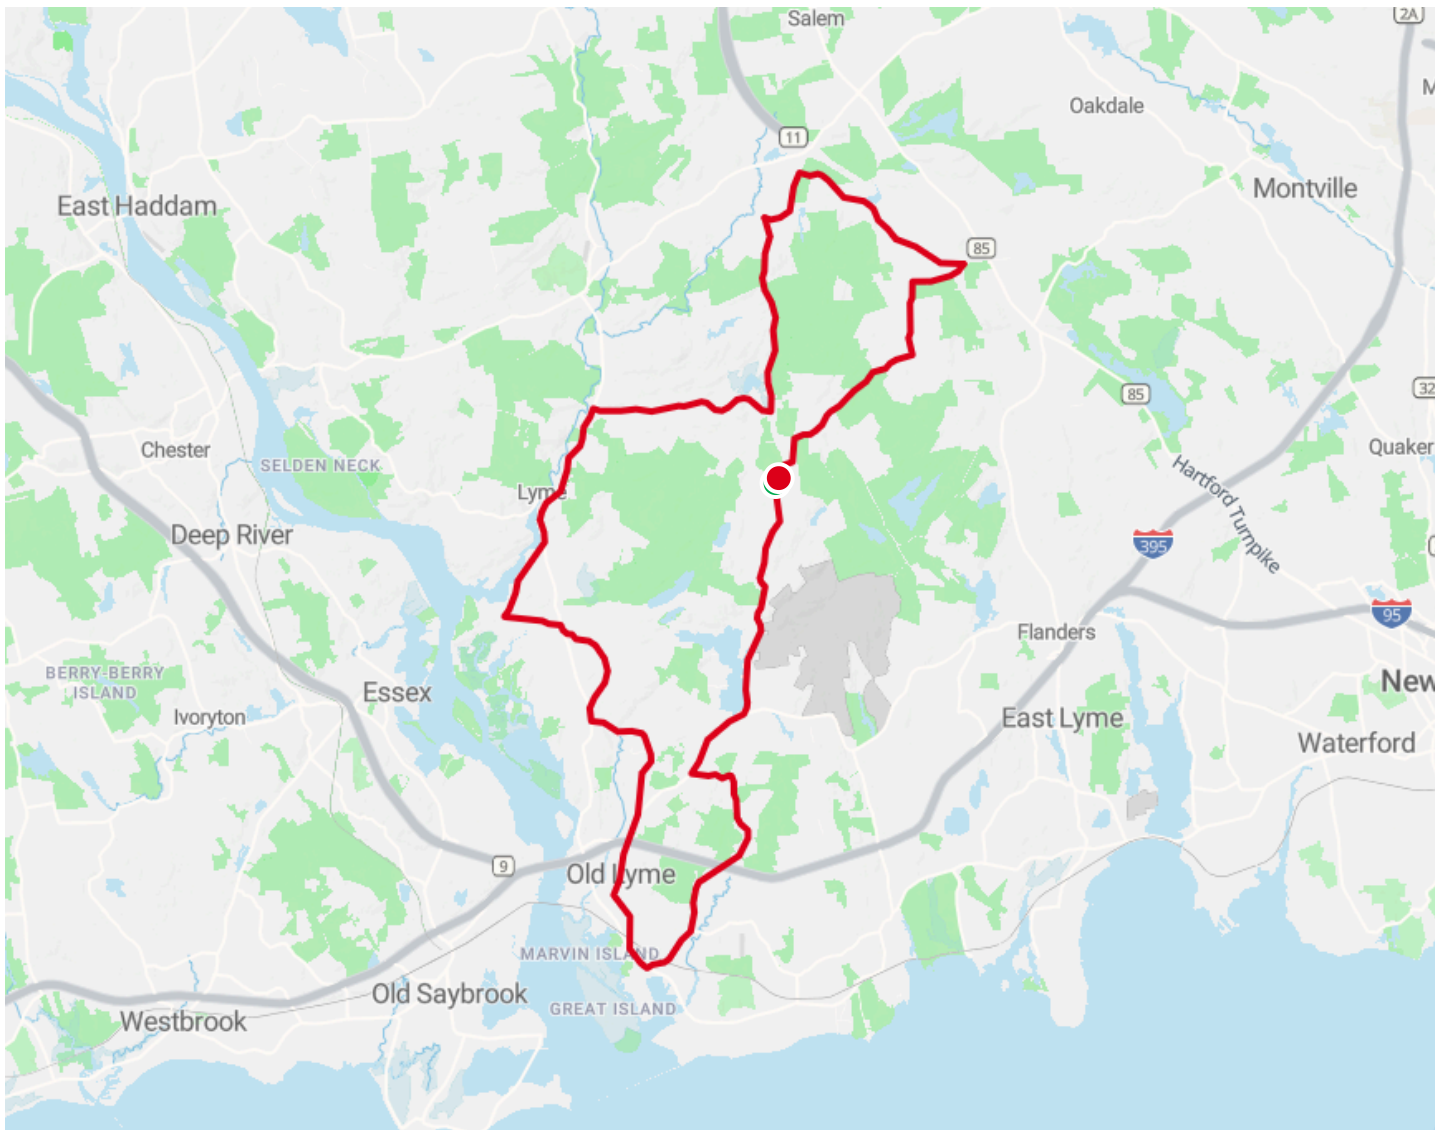 Salem
2A
Oakdale
11
Montville
East Haddam
85
85
32
Chester
SELDEN NECK
Quaker
Lyme
Hartford Turnpike
Deep River
395
95
Flanders
BERRY-BERRY
ISLAND
Essex
New
Ivoryton
East Lyme
Waterford
9
Old Lyme
MARVIN ISLAND
Old Saybrook
GREAT ISLAND
Westbrook